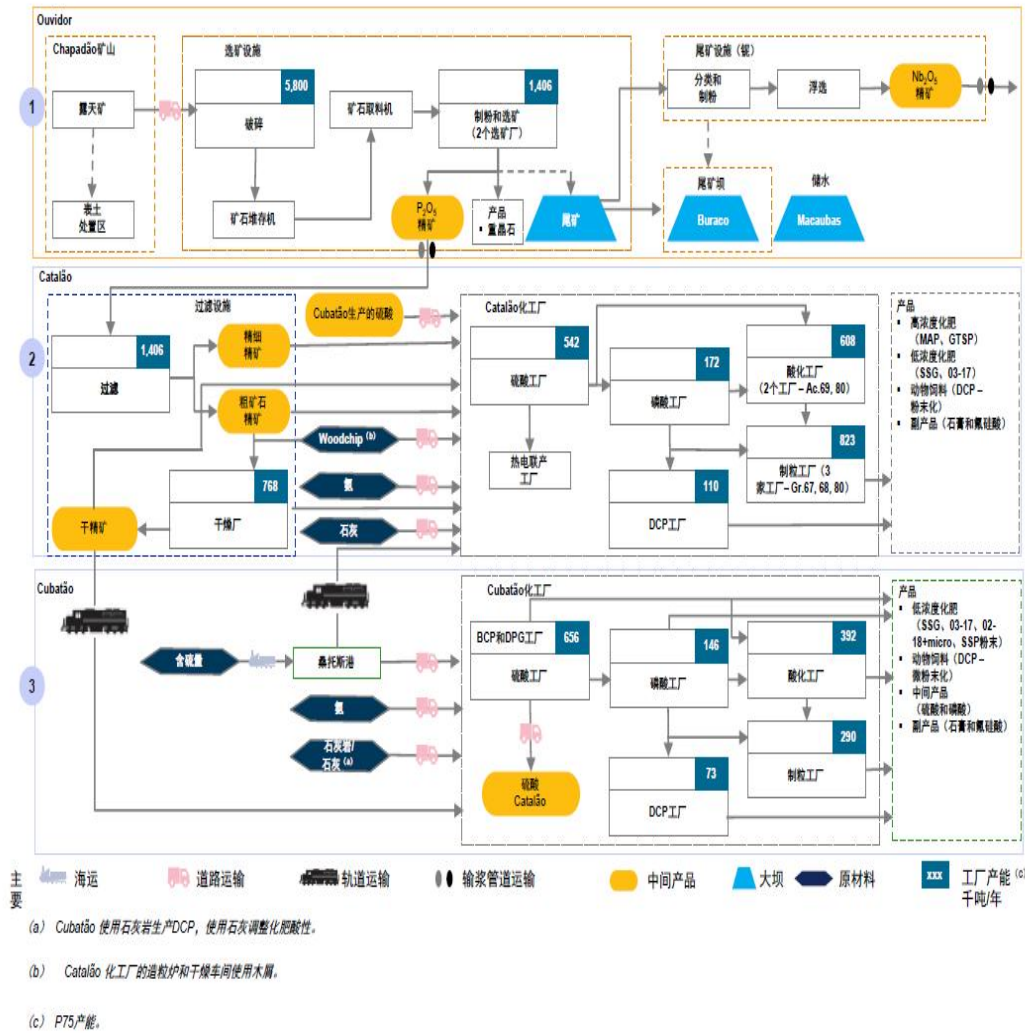 Ouvidor
Chapadão矿山
选矿设施
尾矿设施（铌）
1
露天矿
5,800
破碎
矿石取料机
1,406
制粉和选矿
（2个选矿厂）
分类和
制粉
浮选
Nb2O5
精矿
表土
处置区
矿石堆存机
P2O5
精矿
产品
▪ 重晶石
尾矿
尾矿坝
Buraco
储水
Macaubas
Catalão
2
过滤设施
1,406
过滤
精细
精矿
粗矿石
精矿
768
干燥厂
干精矿
Cubatão生产的硫酸
Woodchip (b)
氨
石灰
Catalão化工厂
542
硫酸工厂
热电联产
工厂
172
磷酸工厂
110
DCP工厂
608
酸化工厂
（2个工厂 – Ac.69, 80）
823
制粒工厂（3
家工厂– Gr.67, 68, 80）
产品
▪ 高浓度化肥
（MAP、GTSP）
▪ 低浓度化肥
（SSG、03-17）
▪ 动物饲料（DCP –
粉末化）
▪ 副产品（石膏和氟硅酸）
Cubatão
3
含硫量
桑托斯港
氨
石灰岩/
石灰 (a)
Cubatão化工厂
BCP和DPG工厂
656
硫酸工厂
硫酸
Catalão
146
磷酸工厂
73
DCP工厂
392
酸化工厂
290
制粒工厂
产品
▪ 低浓度化肥
（SSG、03-17、02-
18+micro、SSP粉末）
▪ 动物饲料（DCP –
微粉末化）
▪ 中间产品
（硫酸和磷酸）
▪ 副产品（石膏和氟硅酸）
主
要
海运
道路运输
轨道运输
输浆管道运输
中间产品
大坝
原材料
xxx
工厂产能 (c)
千吨/年
(a) Cubatão 使用石灰岩生产DCP，使用石灰调整化肥酸性。
(b) Catalão 化工厂的造粒炉和干燥车间使用木屑。
(c) P75产能。